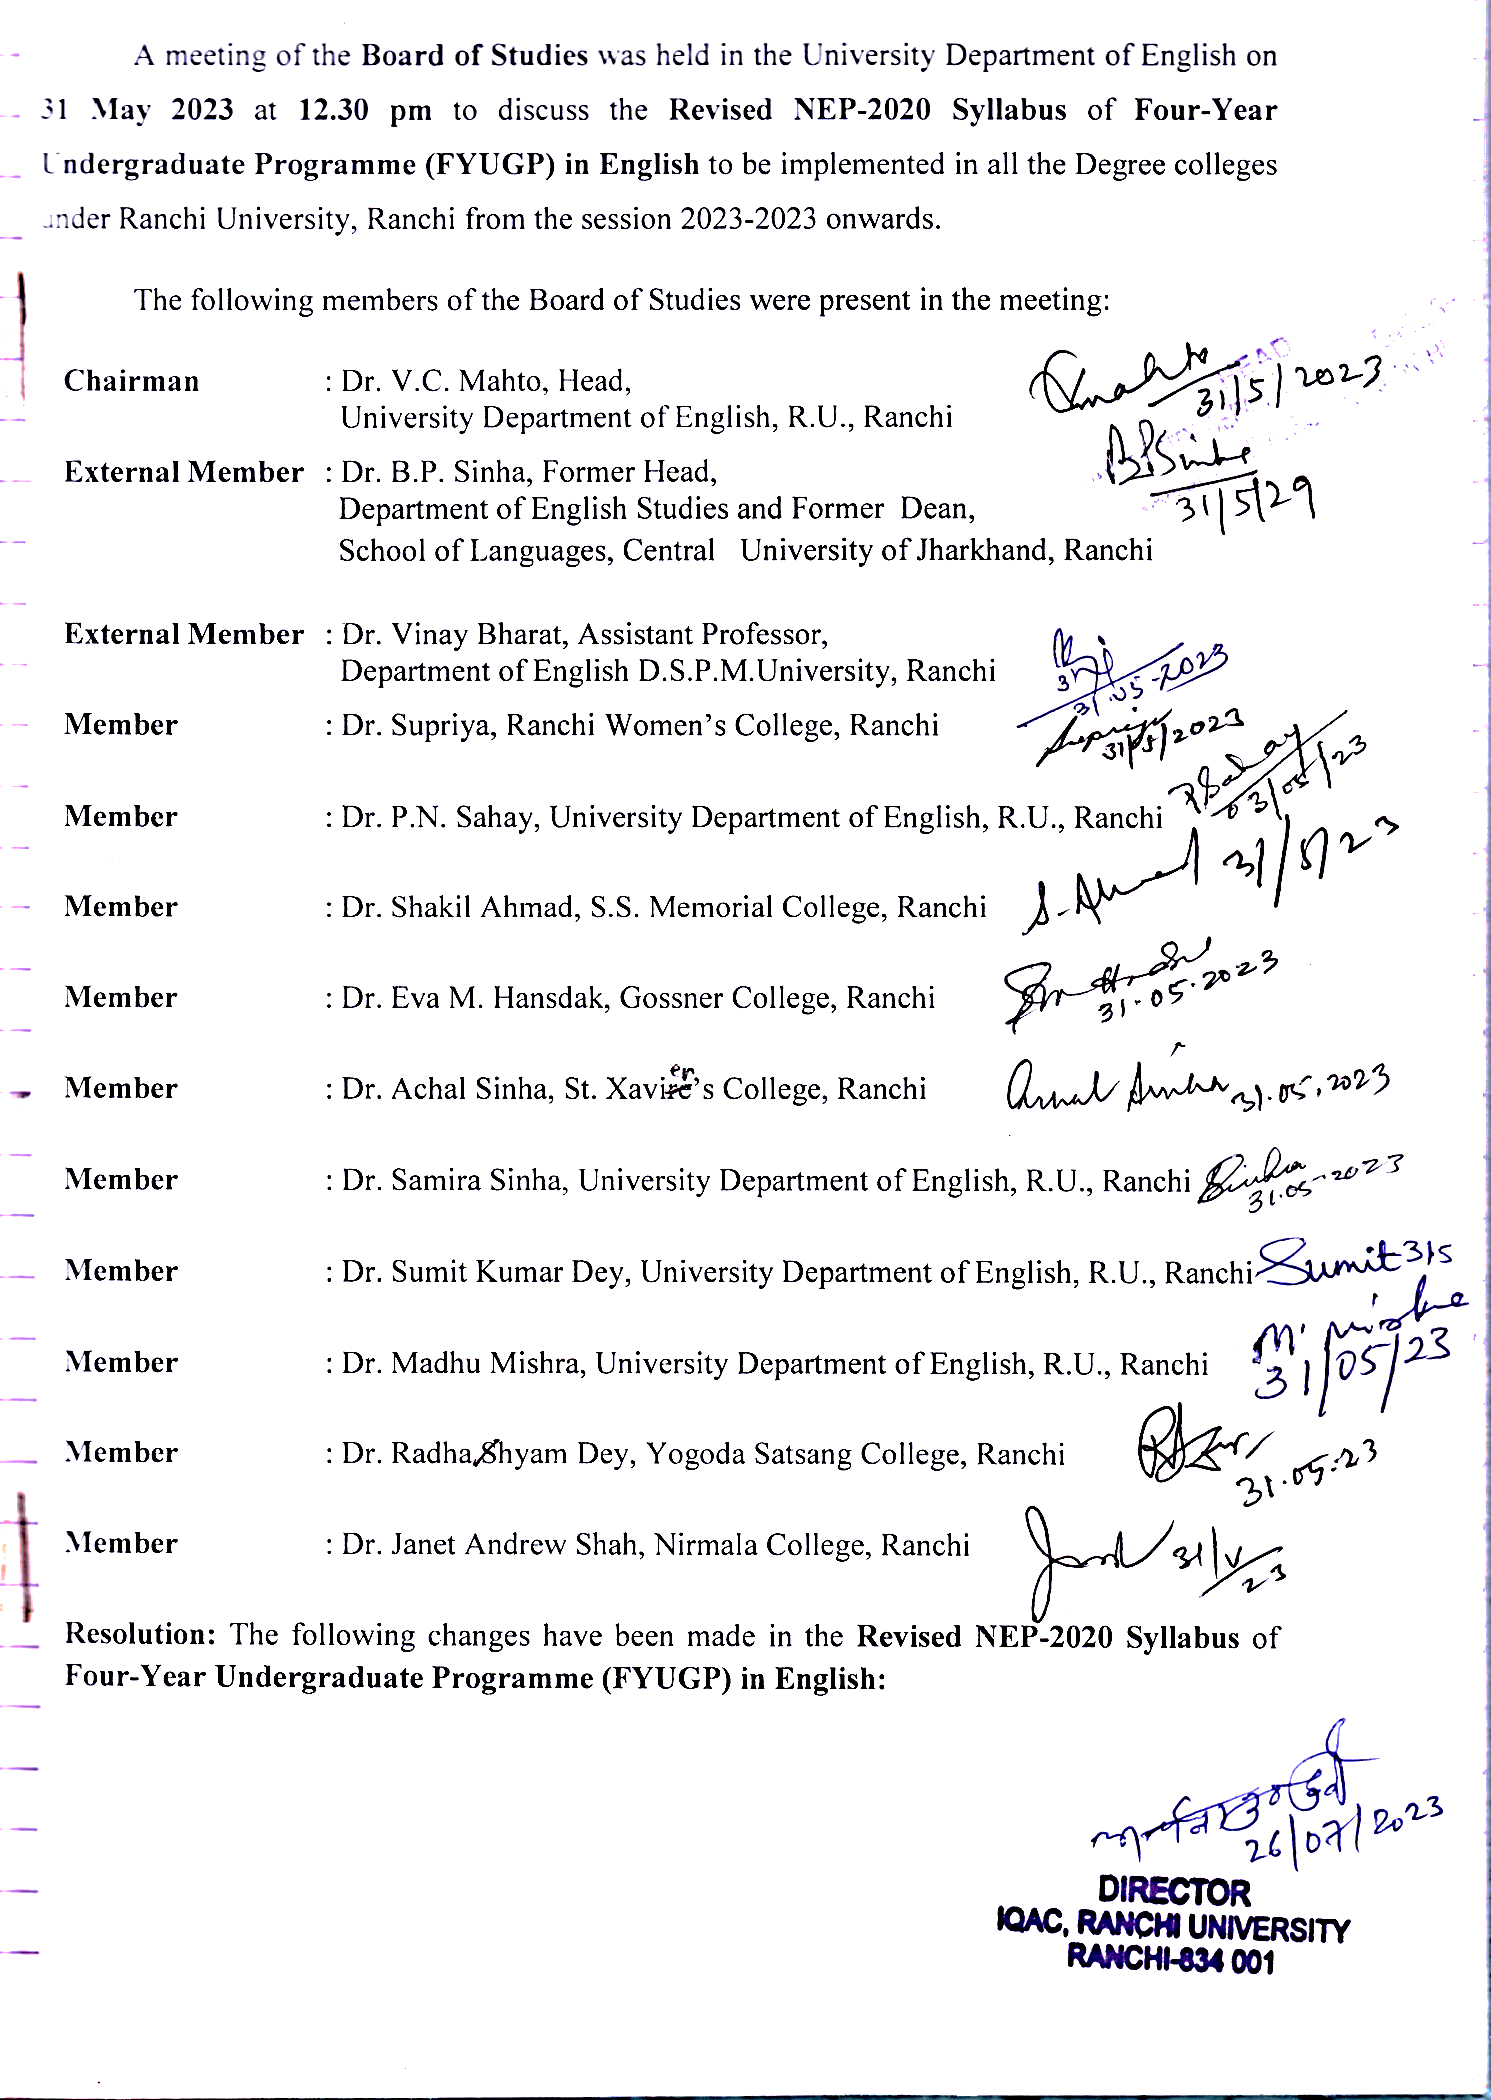 A meeting of the Board of Studies was held in the University Department of English on
31 May 2023 at 12.30 pm to discuss the Revised NEP-2020 Syllabus of Four-Year
Undergraduate Programme (FYUGP) in English to be implemented in all the Degree colleges
under Ranchi University, Ranchi from the session 2023-2023 onwards.
The following members of the Board of Studies were present in the meeting:
Chairman : Dr. V.C. Mahto, Head,
University Department of English, R.U., Ranchi
Vmahto
31/5/2023
External Member : Dr. B.P. Sinha, Former Head,
BPSinha
Department of English Studies and Former Dean,
31/5/29
School of Languages, Central University of Jharkhand, Ranchi
External Member : Dr. Vinay Bharat, Assistant Professor,
Department of English D.S.P.M.University, Ranchi
31.05.2023
Member : Dr. Supriya, Ranchi Women's College, Ranchi
Supriya
31/5/2023
Member : Dr. P.N. Sahay, University Department of English, R.U., Ranchi
PSahay
03/05/23
Member : Dr. Shakil Ahmad, S.S. Memorial College, Ranchi
S. Ahmad 31/5/23
Member : Dr. Eva M. Hansdak, Gossner College, Ranchi
31.05.2023
Member : Dr. Achal Sinha, St. Xavier's College, Ranchi
Achal Sinha 31.05.2023
Member : Dr. Samira Sinha, University Department of English, R.U., Ranchi
Sinha
31.05-2023
Member : Dr. Sumit Kumar Dey, University Department of English, R.U., Ranchi
Sumit 31/5
Member : Dr. Madhu Mishra, University Department of English, R.U., Ranchi
M. Mishra
31/05/23
Member : Dr. Radha Shyam Dey, Yogoda Satsang College, Ranchi
31.05.23
Member : Dr. Janet Andrew Shah, Nirmala College, Ranchi
31/V/23
Resolution: The following changes have been made in the Revised NEP-2020 Syllabus of
Four-Year Undergraduate Programme (FYUGP) in English:
26/07/2023
DIRECTOR
IQAC, RANCHI UNIVERSITY
RANCHI-834 001